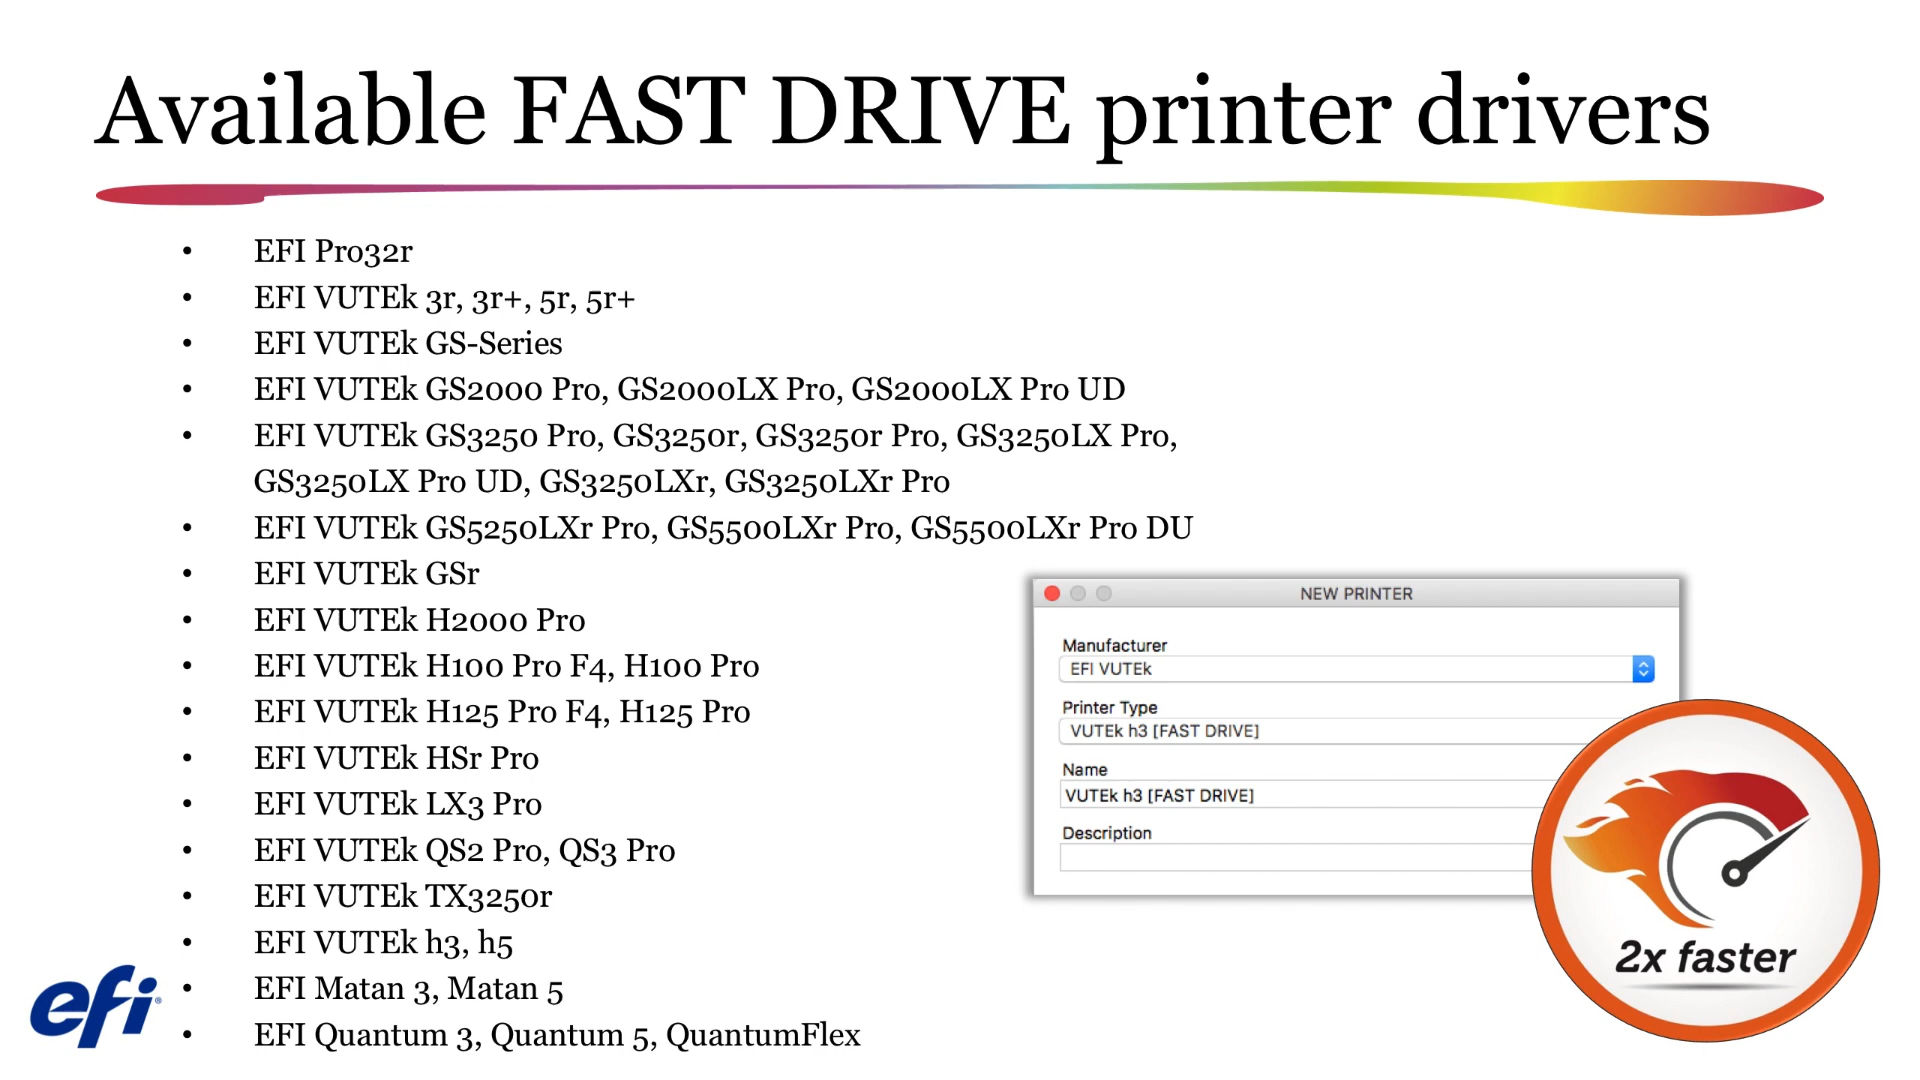 Available FAST DRIVE printer drivers
• EFI Pro32r
• EFI VUTEk 3r, 3r+, 5r, 5r+
• EFI VUTEk GS-Series
• EFI VUTEk GS2000 Pro, GS2000LX Pro, GS2000LX Pro UD
• EFI VUTEk GS3250 Pro, GS3250r, GS3250r Pro, GS3250LX Pro,
GS3250LX Pro UD, GS3250LXr, GS3250LXr Pro
• EFI VUTEk GS5250LXr Pro, GS5500LXr Pro, GS5500LXr Pro DU
• EFI VUTEk GSr
• EFI VUTEk H2000 Pro
• EFI VUTEk H100 Pro F4, H100 Pro
• EFI VUTEk H125 Pro F4, H125 Pro
• EFI VUTEk HSr Pro
• EFI VUTEk LX3 Pro
• EFI VUTEk QS2 Pro, QS3 Pro
• EFI VUTEk TX3250r
• EFI VUTEk h3, h5
• EFI Matan 3, Matan 5
• EFI Quantum 3, Quantum 5, QuantumFlex
NEW PRINTER
Manufacturer
EFI VUTEk
Printer Type
VUTEk h3 [FAST DRIVE]
Name
VUTEk h3 [FAST DRIVE]
Description
2x faster
efi®